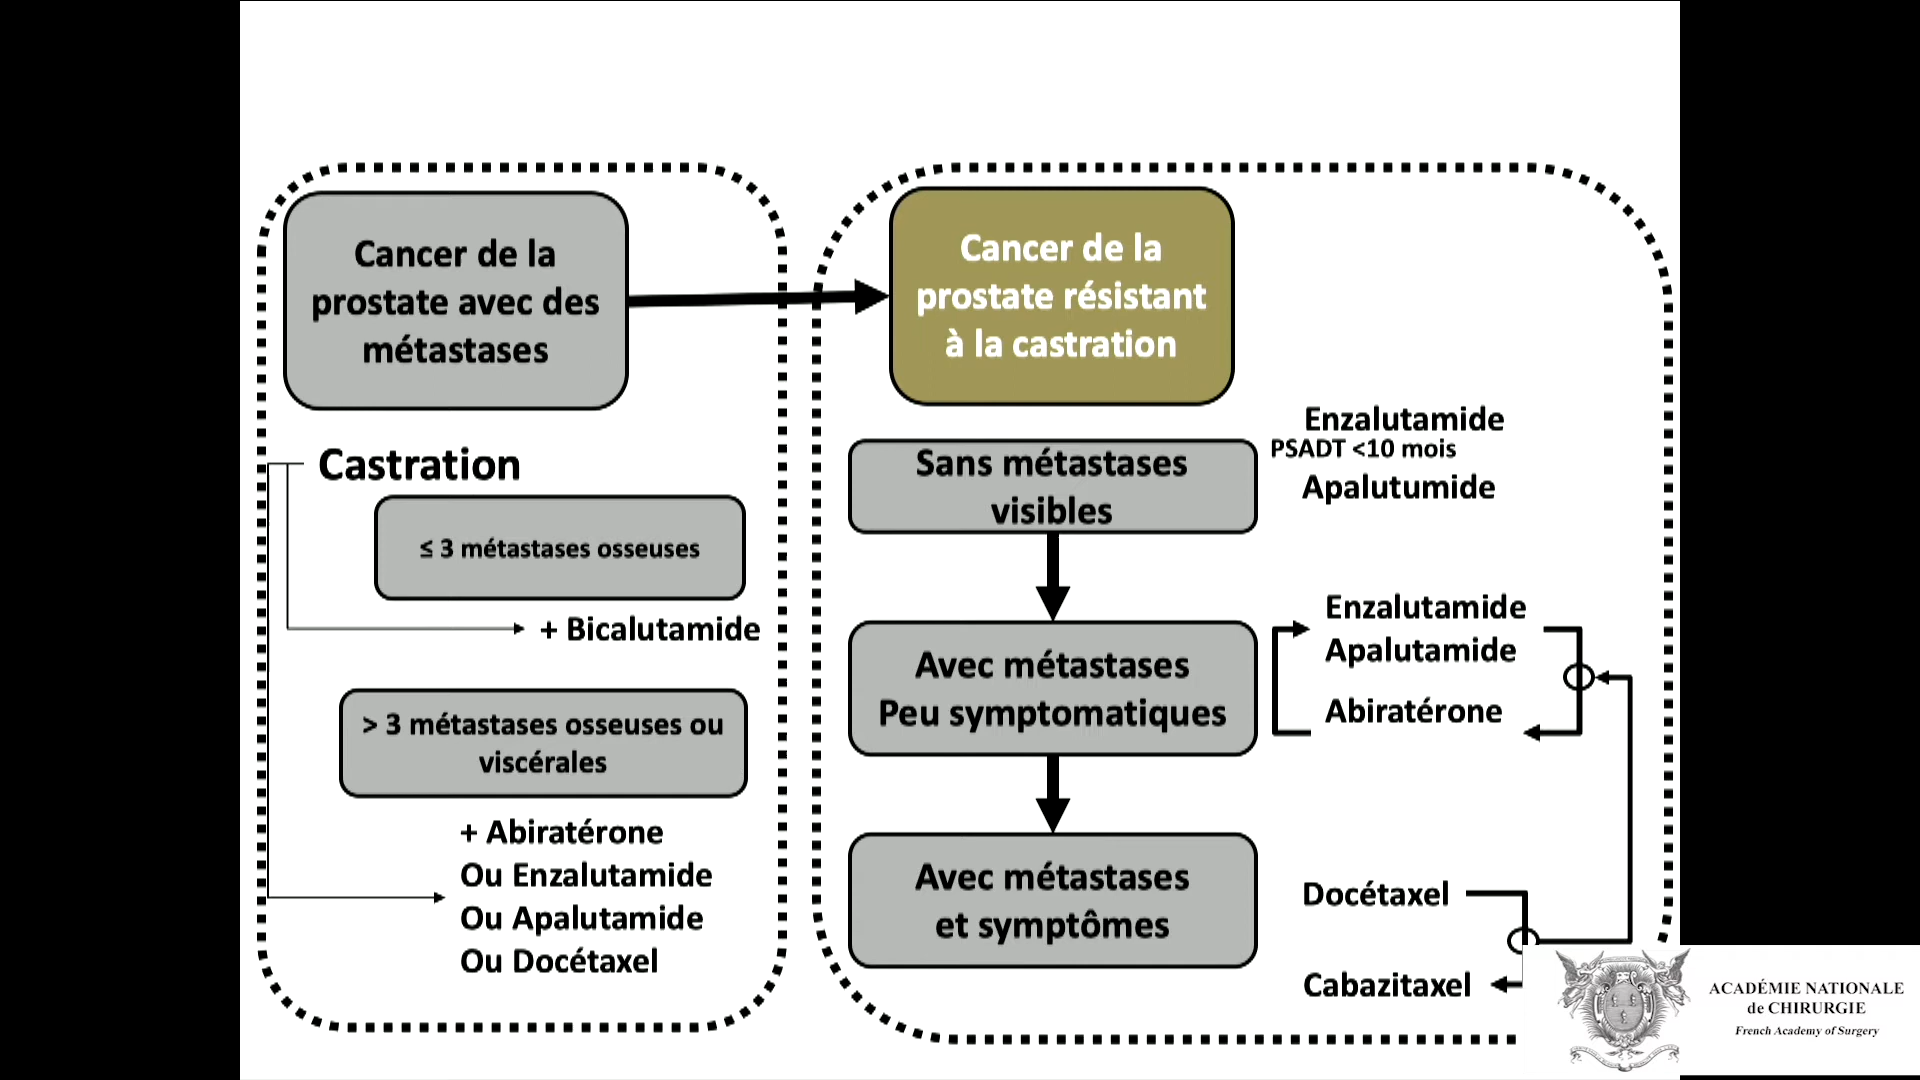 Cancer de la
prostate avec des
métastases
Castration
≤ 3 métastases osseuses
+ Bicalutamide
> 3 métastases osseuses ou
viscérales
+ Abiratérone
Ou Enzalutamide
Ou Apalutamide
Ou Docétaxel
Cancer de la
prostate résistant
à la castration
Sans métastases
visibles
Enzalutamide
PSADT <10 mois
Apalutumide
Avec métastases
Peu symptomatiques
Enzalutamide
Apalutamide
Abiratérone
Avec métastases
et symptômes
Docétaxel
Cabazitaxel
ACADÉMIE NATIONALE
de CHIRURGIE
French Academy of Surgery